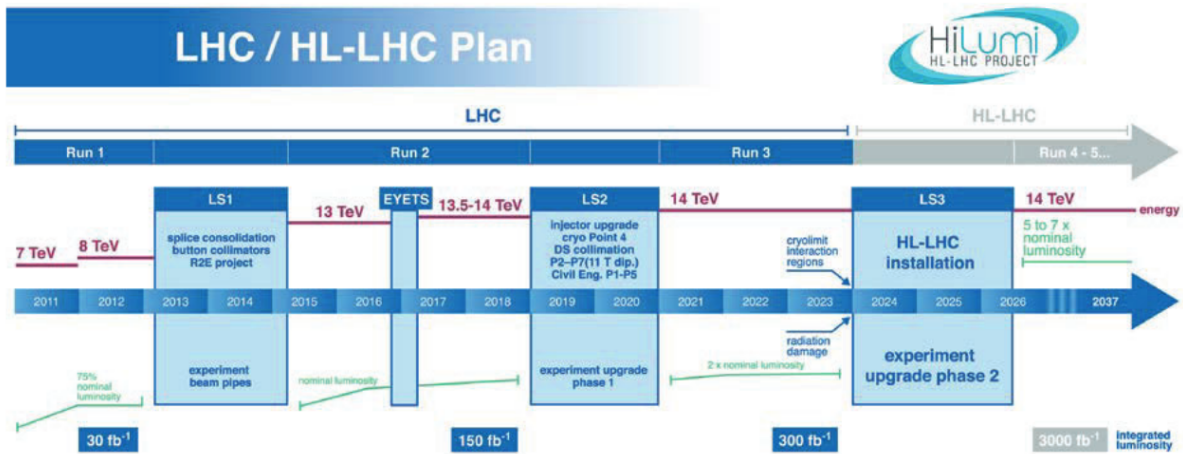 LHC / HL-LHC Plan
HiLumi
HL-LHC PROJECT
LHC
HL-LHC
Run 1
Run 2
Run 3
Run 4 - 5...
LS1
EYETS
LS2
LS3
splice consolidation
button collimators
R2E project
injector upgrade
cryo Point 4
DS collimation
P2-P7(11 T dip.)
Civil Eng. P1-P5
HL-LHC
installation
7 TeV
8 TeV
13 TeV
13.5-14 TeV
14 TeV
14 TeV
energy
cryolimit
interaction
regions
5 to 7 x
nominal
luminosity
2011
2012
2013
2014
2015
2016
2017
2018
2019
2020
2021
2022
2023
2024
2025
2026
2037
75%
nominal
luminosity
experiment
beam pipes
nominal luminosity
experiment upgrade
phase 1
2 x nominal luminosity
radiation
damage
experiment
upgrade phase 2
30 fb⁻¹
150 fb⁻¹
300 fb⁻¹
3000 fb⁻¹
integrated
luminosity